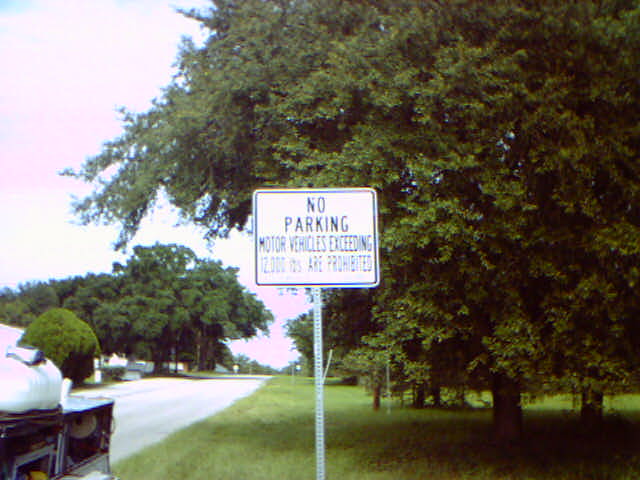 NO
PARKING
MOTOR VEHICLES EXCEEDING
12,000 lbs. ARE PROHIBITED